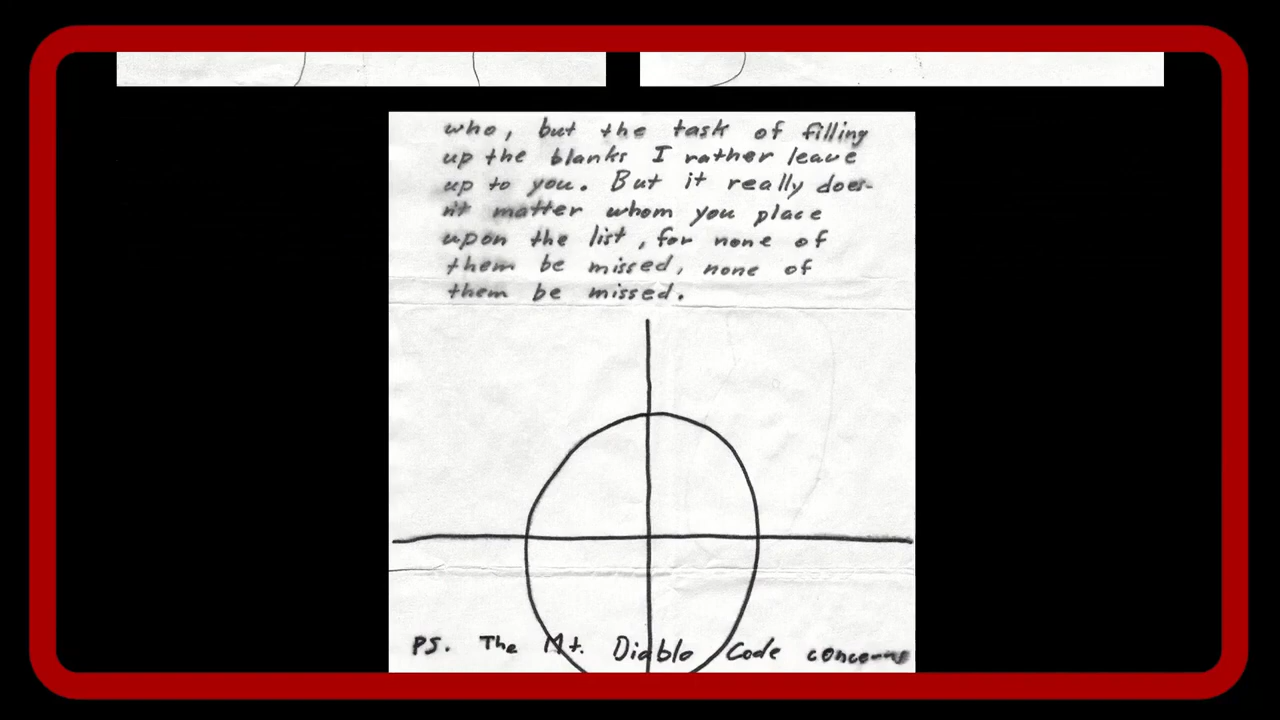 who, but the task of filling
up the blanks I rather leave
up to you. But it really does-
n't matter whom you place
upon the list, for none of
them be missed, none of
them be missed.
PS. The Mt. Diablo Code concerns